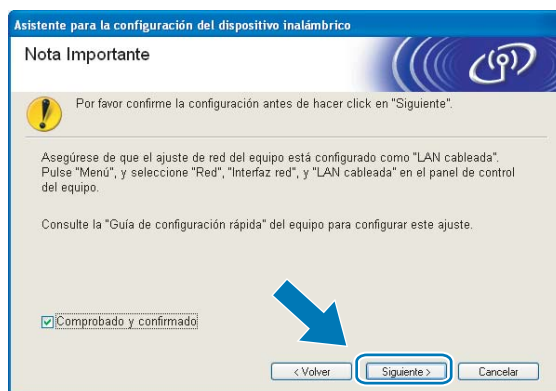 Asistente para la configuración del dispositivo inalámbrico
Nota Importante
Por favor confirme la configuración antes de hacer click en "Siguiente".
Asegúrese de que el ajuste de red del equipo está configurado como "LAN cableada".
Pulse "Menú", y seleccione "Red", "Interfaz red", y "LAN cableada" en el panel de control
del equipo.
Consulte la "Guía de configuración rápida" del equipo para configurar este ajuste.
Comprobado y confirmado
< Volver
Siguiente >
Cancelar